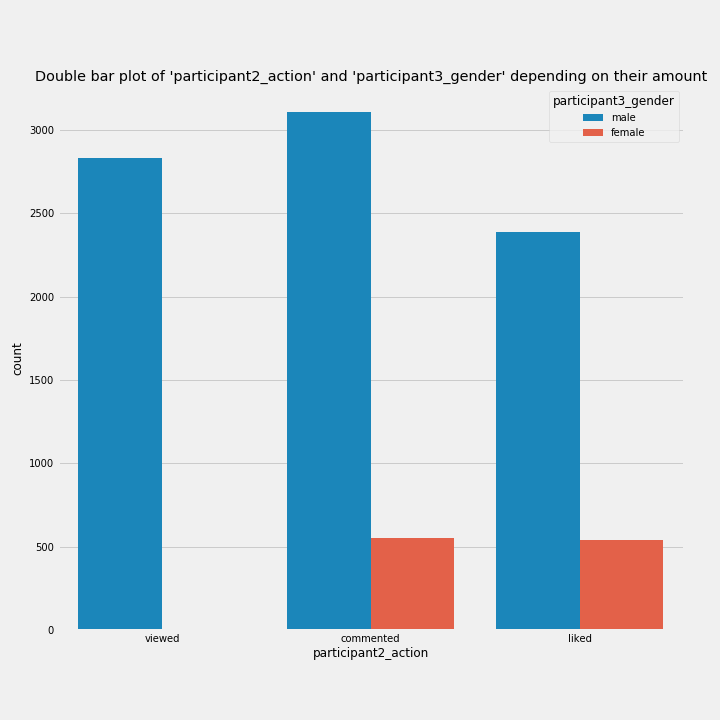 Double bar plot of 'participant2_action' and 'participant3_gender' depending on their amount
participant3_gender
male
female
3000
2500
2000
1500
1000
500
0
count
viewed
commented
liked
participant2_action